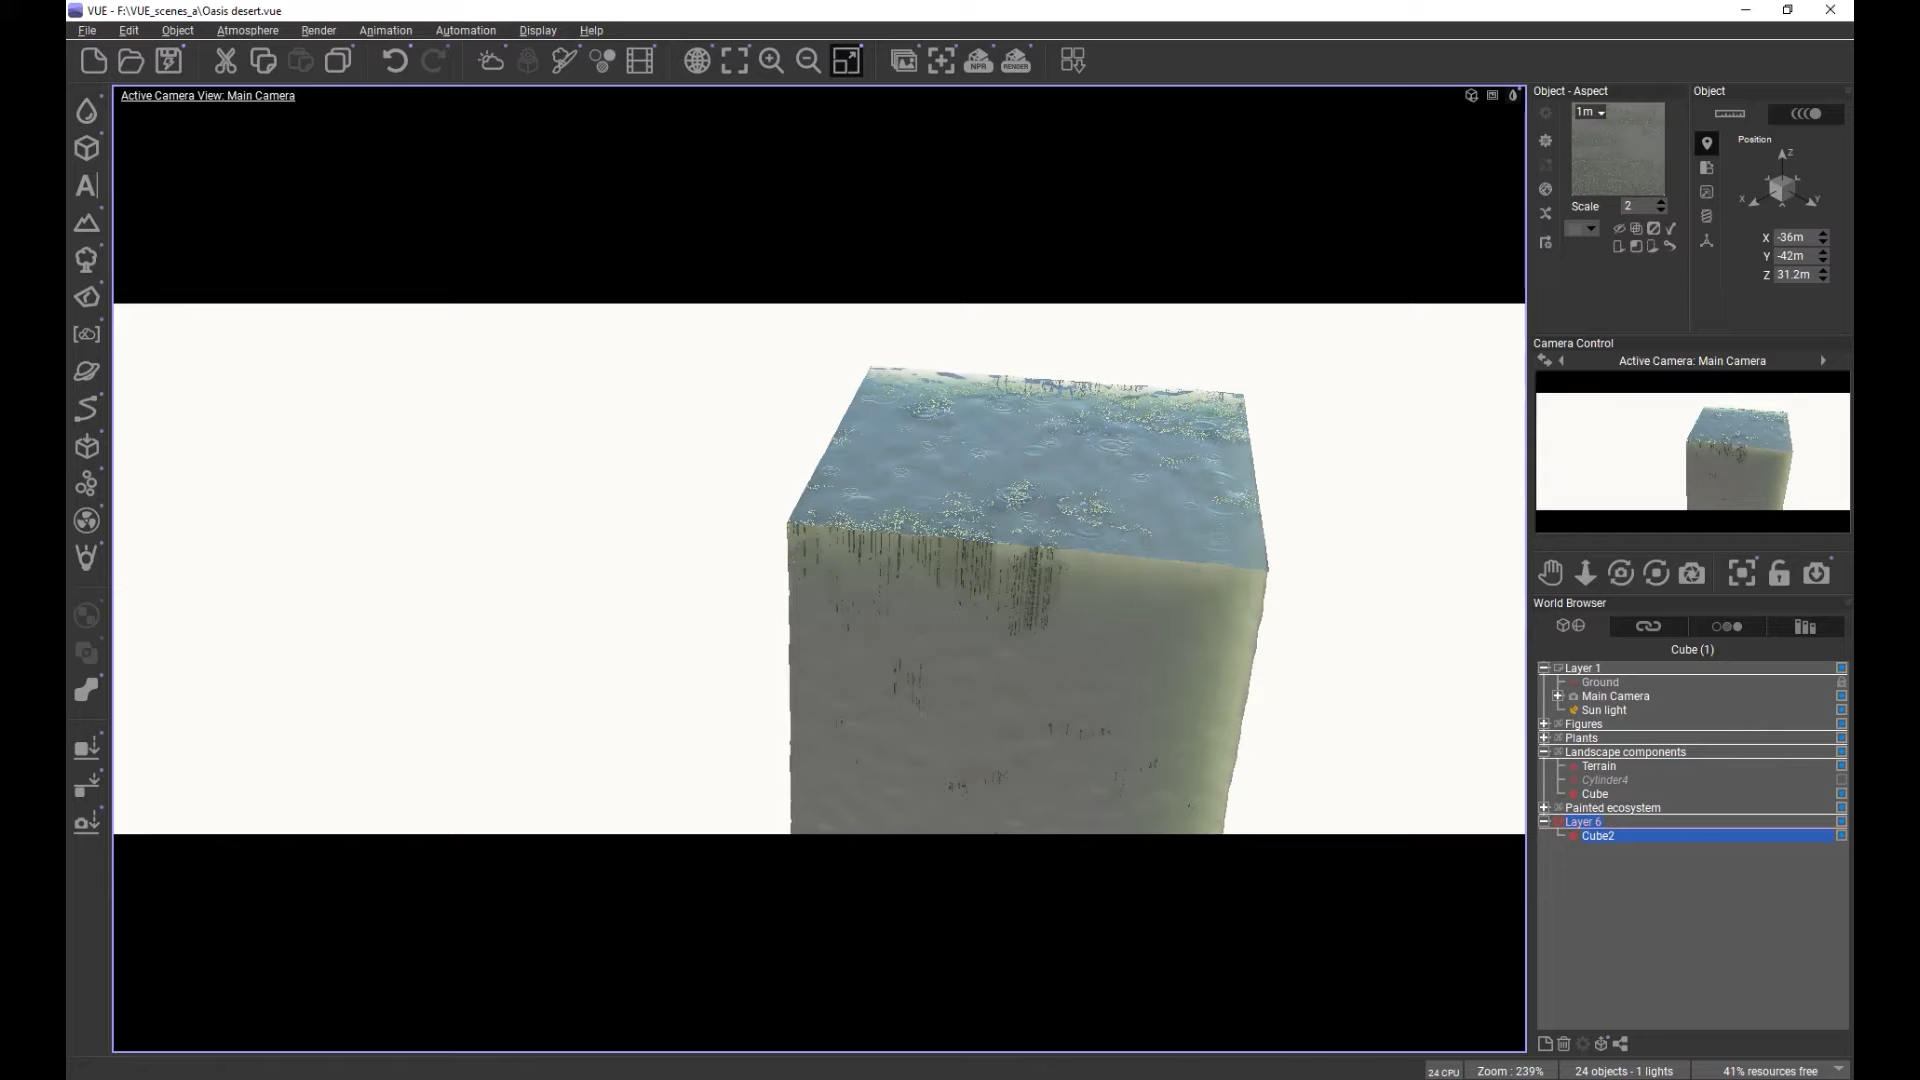 VUE - F:\VUE_scenes_a\Oasis desert.vue
File Edit Object Atmosphere Render Animation Automation Display Help
NPR RENDER
Active Camera View: Main Camera
Object - Aspect
1m
Scale 2
Object
Position
Z
X Y
X -36m
Y -42m
Z 31.2m
Camera Control
Active Camera: Main Camera
World Browser
Cube (1)
Layer 1
Ground
Main Camera
Sun light
Figures
Plants
Landscape components
Terrain
Cylinder4
Cube
Painted ecosystem
Layer 6
Cube2
24 CPU Zoom : 239% 24 objects - 1 lights 41% resources free